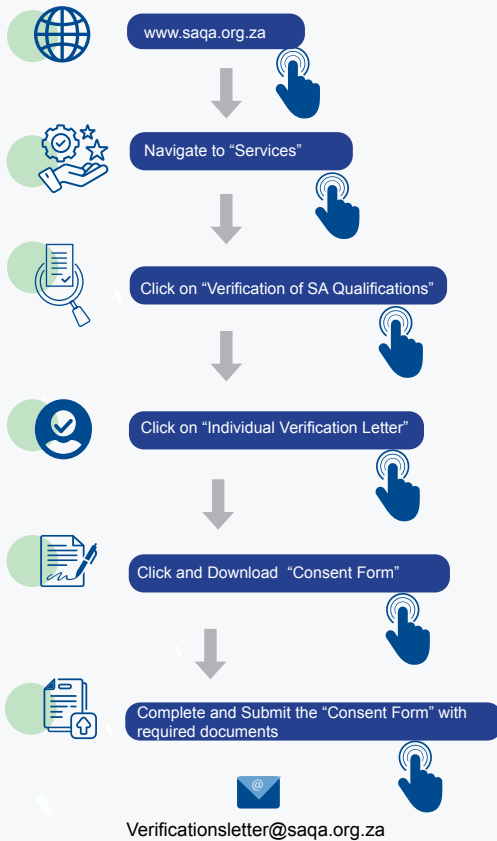 www.saqa.org.za
Navigate to “Services”
Click on “Verification of SA Qualifications”
Click on “Individual Verification Letter”
Click and Download “Consent Form”
Complete and Submit the “Consent Form” with
required documents
@
Verificationsletter@saqa.org.za